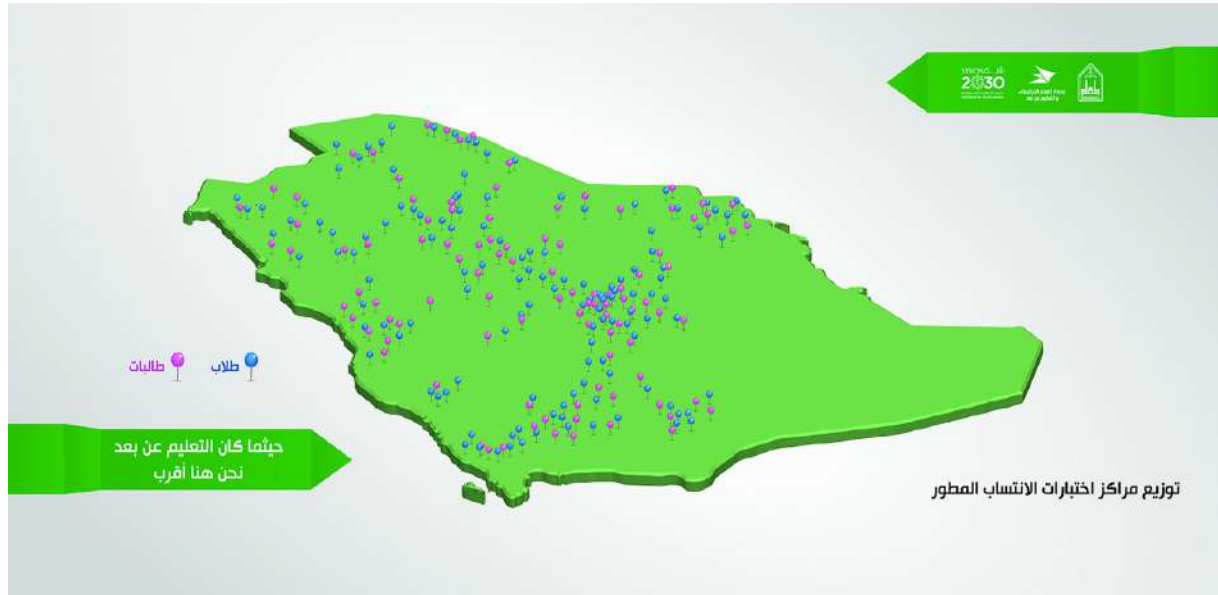 2030
طلاب
طالبات
حيثما كان التعليم عن بعد
نحن هنا أقرب
توزيع مراكز اختبارات الانتساب المطور